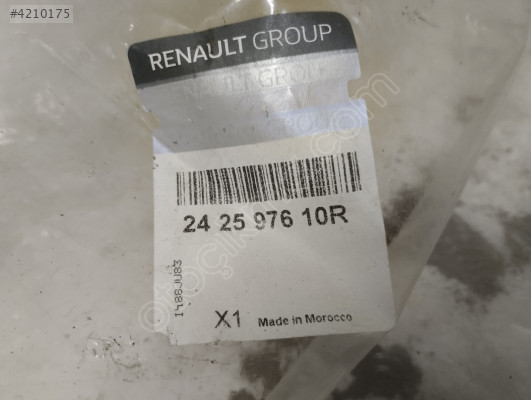 #4210175
RENAULT GROUP
24 25 976 10R
X1 Made in Morocco